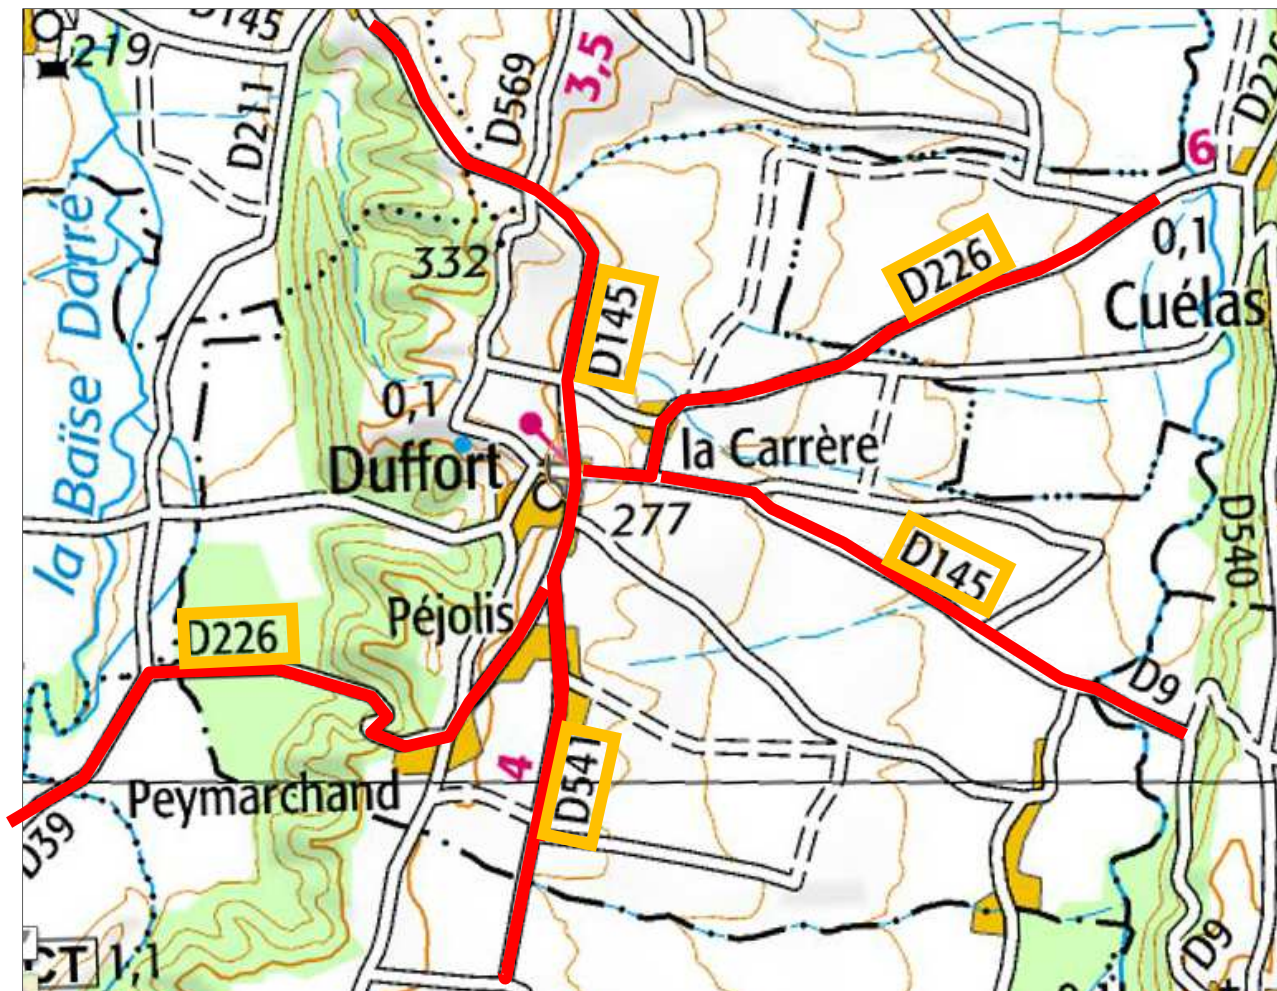 D145
219
D211
D569
3,5
D226
6
la Baïse Darré
332
D145
D226
0,1
Cuélas
0,1
Duffort
la Carrère
277
D145
D540
Péjolis
D226
D9
4
D541
Peymarchand
D39
CT 1,1
D9